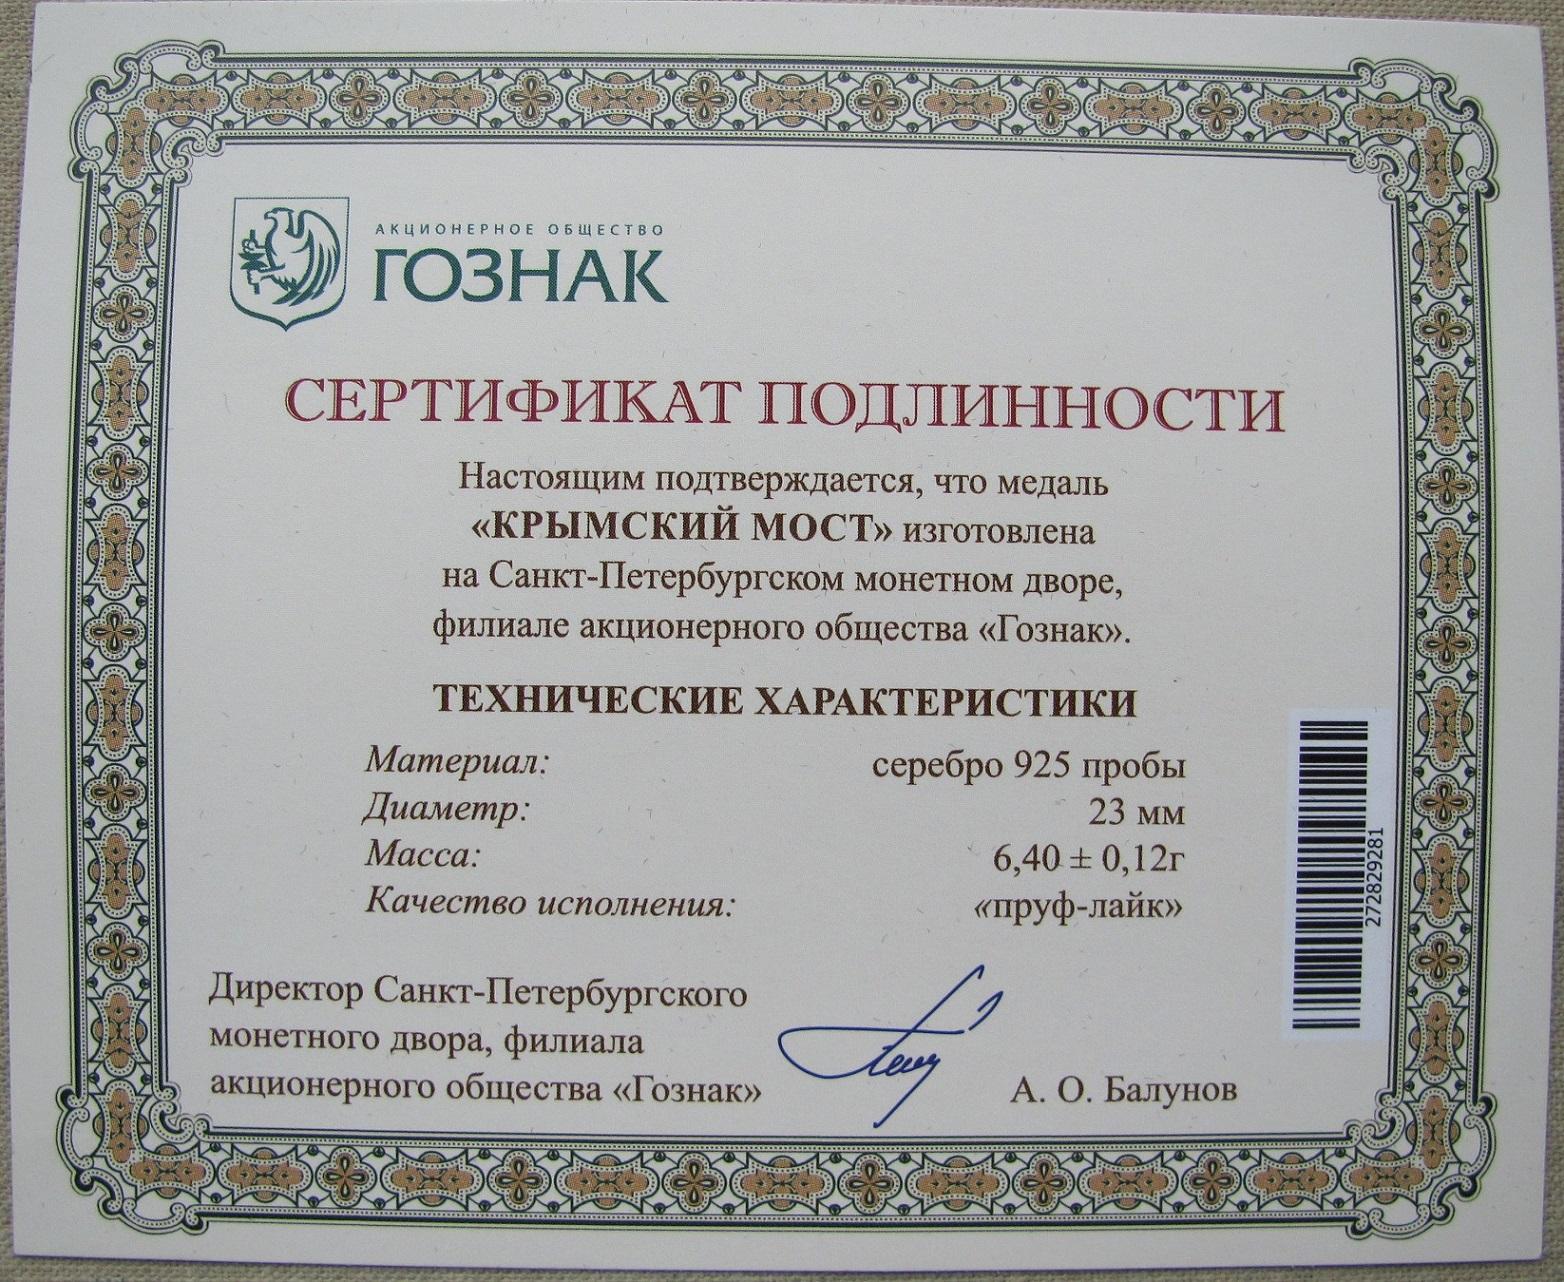 АКЦИОНЕРНОЕ ОБЩЕСТВО
ГОЗНАК
СЕРТИФИКАТ ПОДЛИННОСТИ
Настоящим подтверждается, что медаль
«КРЫМСКИЙ МОСТ» изготовлена
на Санкт-Петербургском монетном дворе,
филиале акционерного общества «Гознак».
ТЕХНИЧЕСКИЕ ХАРАКТЕРИСТИКИ
Материал: серебро 925 пробы
Диаметр: 23 мм
Масса: 6,40 ± 0,12г
Качество исполнения: «пруф-лайк»
272829281
Директор Санкт-Петербургского
монетного двора, филиала
акционерного общества «Гознак» А. О. Балунов